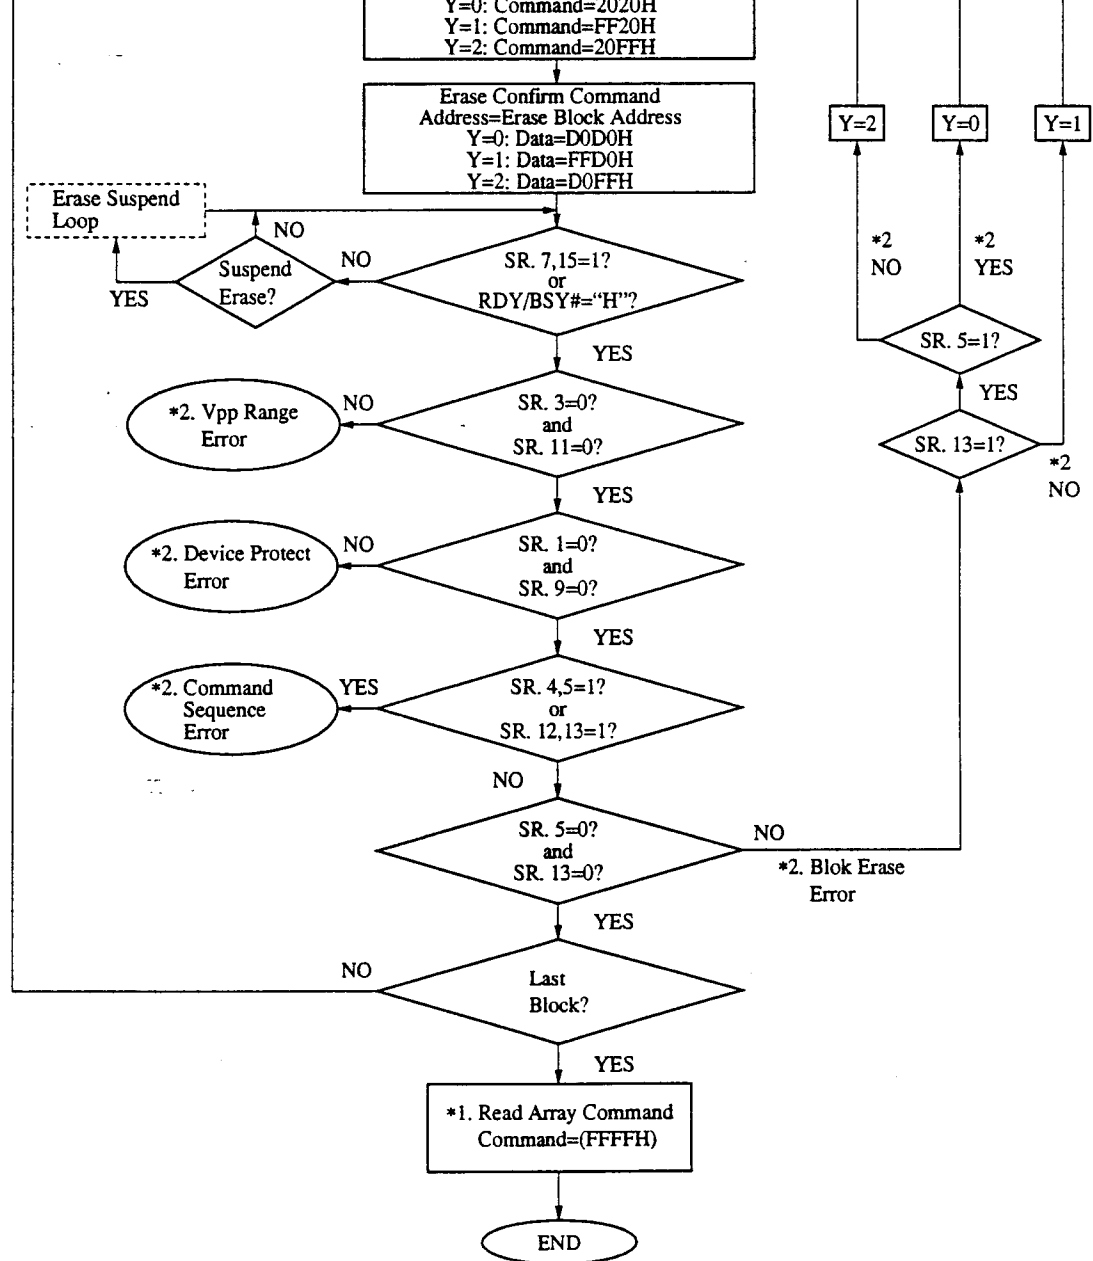 Y=0: Command=2020H
Y=1: Command=FF20H
Y=2: Command=20FFH
Erase Confirm Command
Address=Erase Block Address
Y=0: Data=D0D0H
Y=1: Data=FFD0H
Y=2: Data=D0FFH
Y=2
Y=0
Y=1
Erase Suspend
Loop
NO
Suspend
Erase?
YES
NO
SR. 7,15=1?
or
RDY/BSY#="H"?
*2
NO
*2
YES
SR. 5=1?
YES
YES
SR. 13=1?
*2
NO
*2. Vpp Range
Error
NO
SR. 3=0?
and
SR. 11=0?
YES
*2. Device Protect
Error
NO
SR. 1=0?
and
SR. 9=0?
YES
*2. Command
Sequence
Error
YES
SR. 4,5=1?
or
SR. 12,13=1?
NO
SR. 5=0?
and
SR. 13=0?
NO
*2. Blok Erase
Error
YES
NO
Last
Block?
YES
*1. Read Array Command
Command=(FFFFH)
END